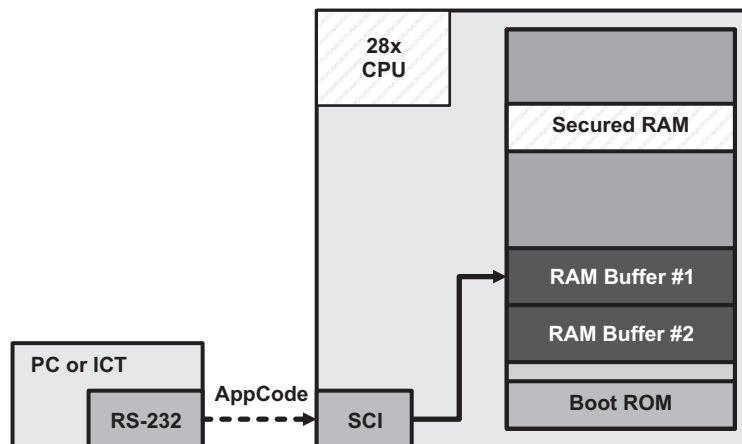 28x
CPU
Secured RAM
RAM Buffer #1
RAM Buffer #2
PC or ICT
AppCode
RS-232
SCI
Boot ROM